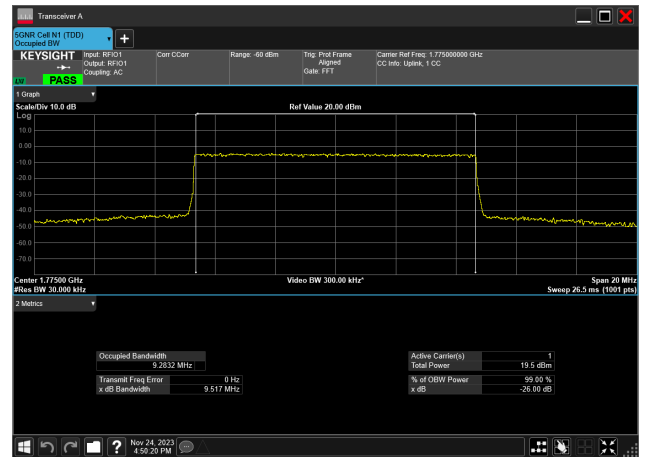 Transceiver A
5GNR Cell N1 (TDD)
Occupied BW
KEYSIGHT
LXI PASS
Input: RFIO1
Output: RFIO1
Coupling: AC
Corr CCorr
Range: -60 dBm
Trig: Prot Frame
Aligned
Gate: FFT
Carrier Ref Freq: 1.775000000 GHz
CC Info: Uplink, 1 CC
1 Graph
Scale/Div 10.0 dB
Ref Value 20.00 dBm
Log
10.0
0.00
-10.0
-20.0
-30.0
-40.0
-50.0
-60.0
-70.0
Center 1.77500 GHz
Video BW 300.00 kHz*
Span 20 MHz
#Res BW 30.000 kHz
Sweep 26.5 ms (1001 pts)
2 Metrics
Occupied Bandwidth
9.2832 MHz
Transmit Freq Error 0 Hz
x dB Bandwidth 9.517 MHz
Active Carrier(s) 1
Total Power 19.5 dBm
% of OBW Power 99.00 %
x dB -26.00 dB
Nov 24, 2023
4:50:20 PM